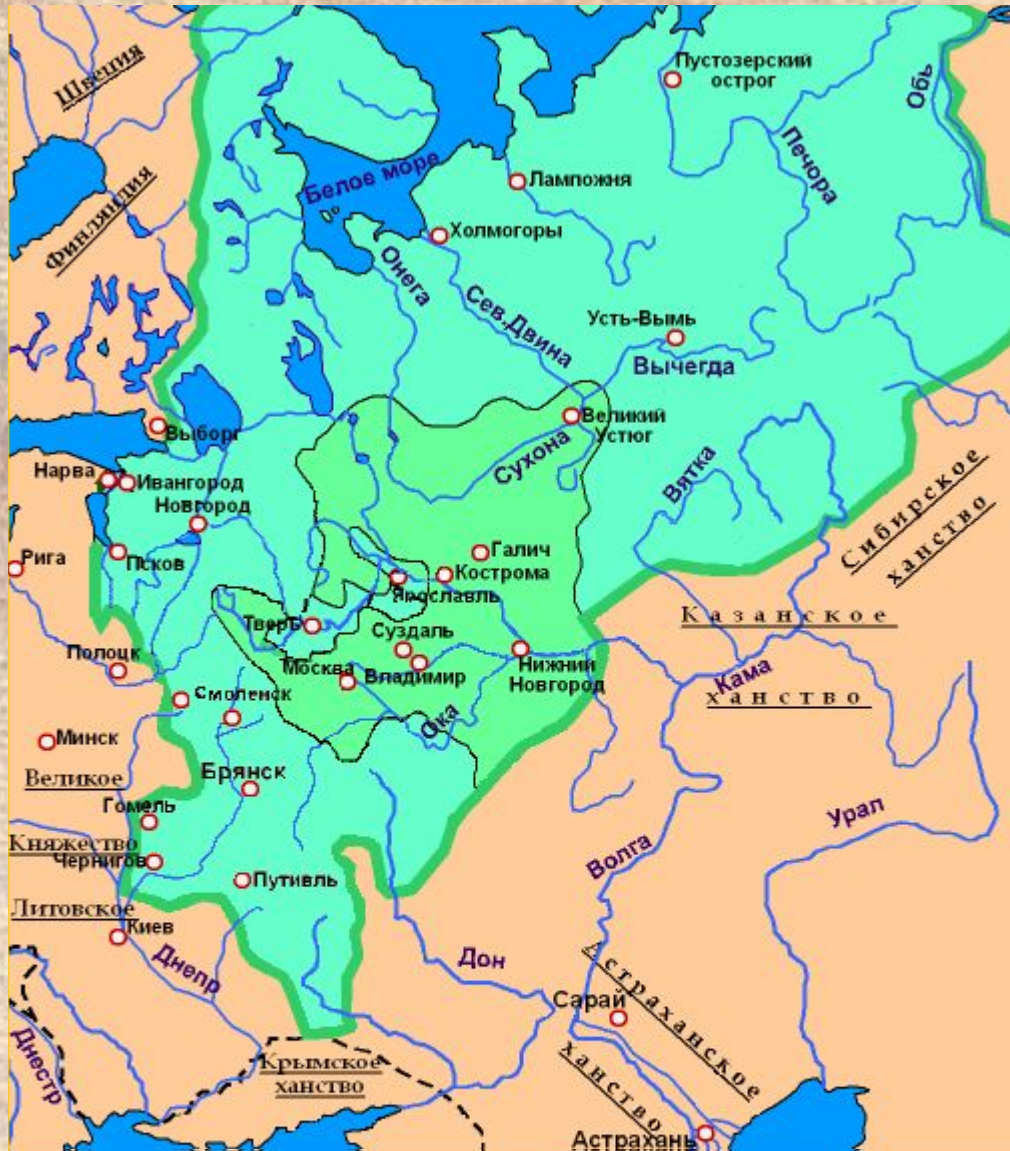 Швеция
Финляндия
Пустозерский
острог
Обь
Печора
Белое море
Лампожня
Холмогоры
Онега
Сев.Двина
Усть-Вымь
Вычегда
Великий
Устюг
Сухона
Выборг
Вятка
Нарва
Ивангород
Новгород
Сибирское
ханство
Рига
Псков
Галич
Кострома
Ярославль
Тверь
Суздаль
Казанское
Полоцк
Москва
Владимир
Нижний
Новгород
Кама
ханство
Смоленск
Ока
Минск
Брянск
Великое
Гомель
Урал
Волга
Княжество
Чернигов
Путивль
Литовское
Киев
Днепр
Дон
Астраханское
ханство
Сарай
Днестр
Крымское
ханство
Астрахань